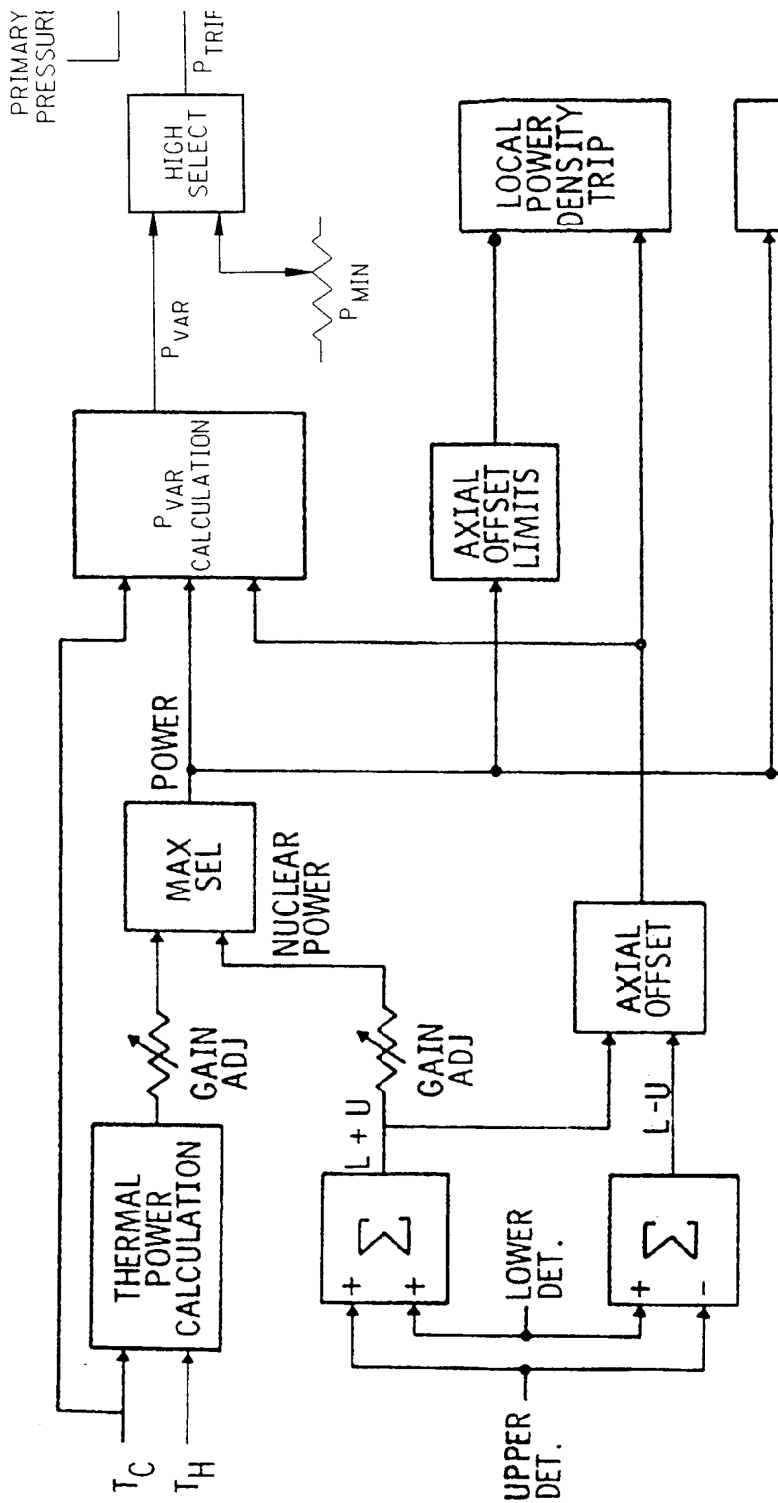 PRIMARY
PRESSURE
P TRIP
HIGH
SELECT
P VAR
P MIN
P VAR
CALCULATION
LOCAL
POWER
DENSITY
TRIP
AXIAL
OFFSET
LIMITS
POWER
MAX
SEL
NUCLEAR
POWER
GAIN
ADJ
THERMAL
POWER
CALCULATION
T C
T H
L + U
GAIN
ADJ
AXIAL
OFFSET
L-U
Σ
+
+
LOWER
DET.
Σ
+
-
UPPER
DET.